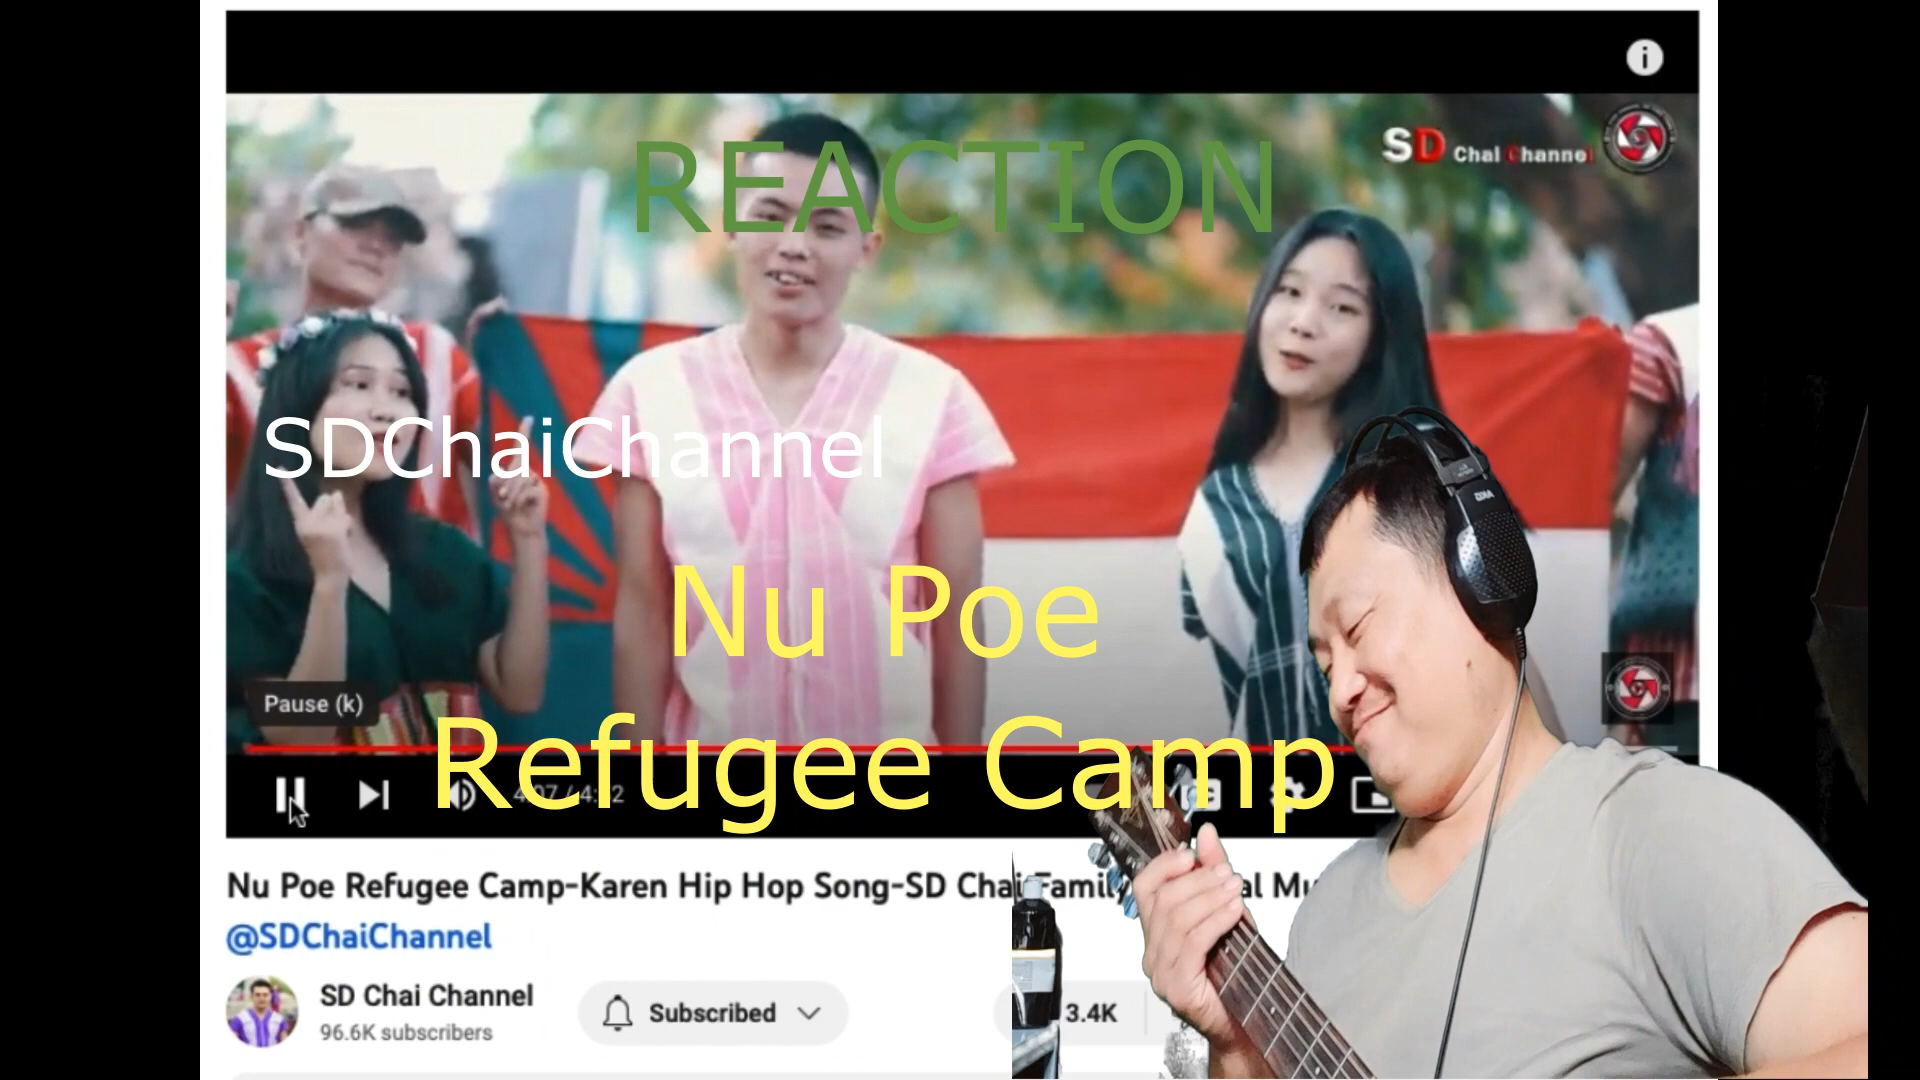 REACTION
SD Chai Channel
SDChaiChannel
Nu Poe
Refugee Camp
Pause (k)
Nu Poe Refugee Camp-Karen Hip Hop Song-SD Chai Family
@SDChaiChannel
SD Chai Channel
96.6K subscribers
Subscribed
3.4K